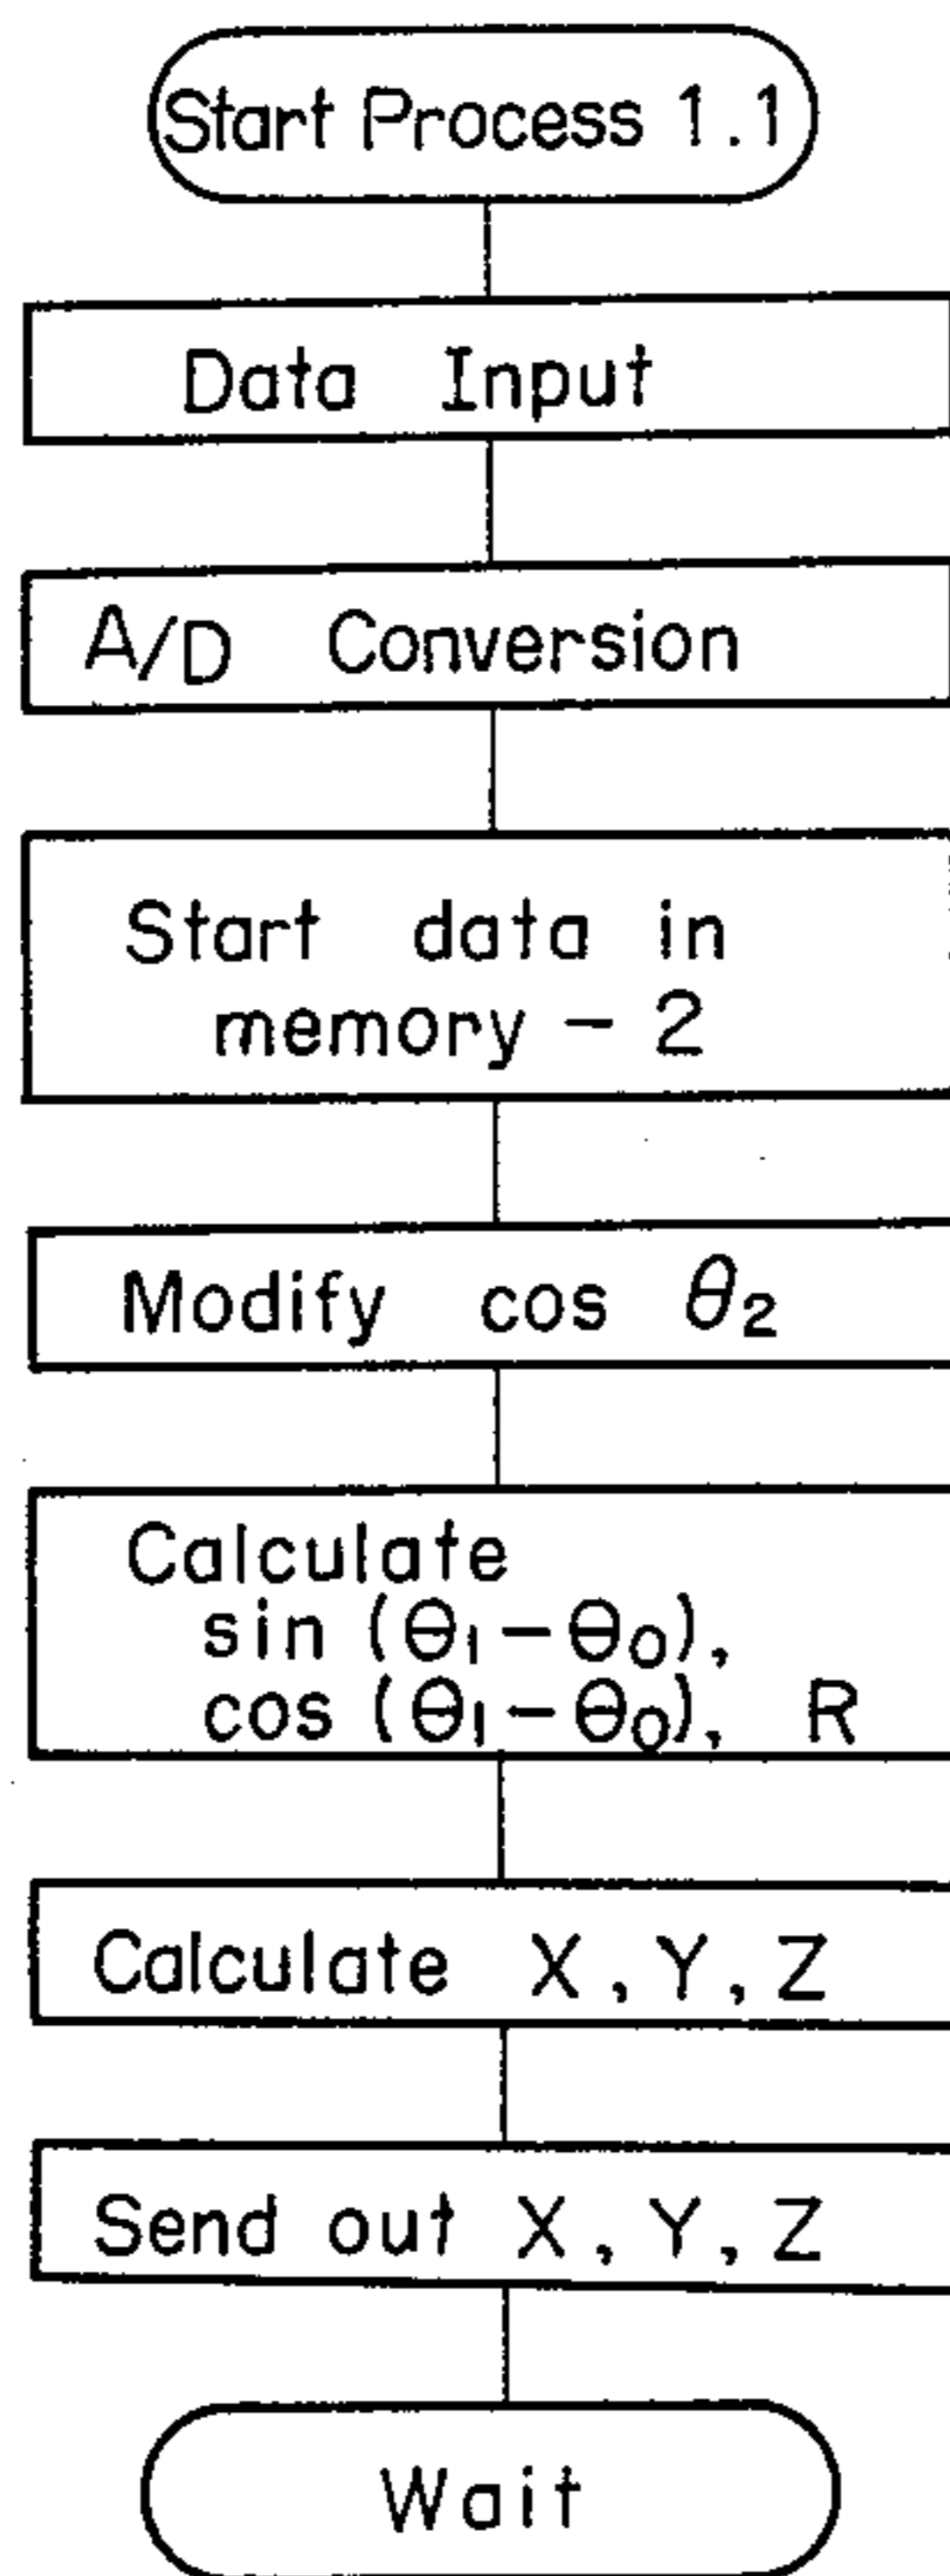 Start Process 1.1
Data Input
A/D Conversion
Start data in
memory - 2
Modify cos θ₂
Calculate
sin (θ₁-θ₀),
cos (θ₁-θ₀), R
Calculate X, Y, Z
Send out X, Y, Z
Wait